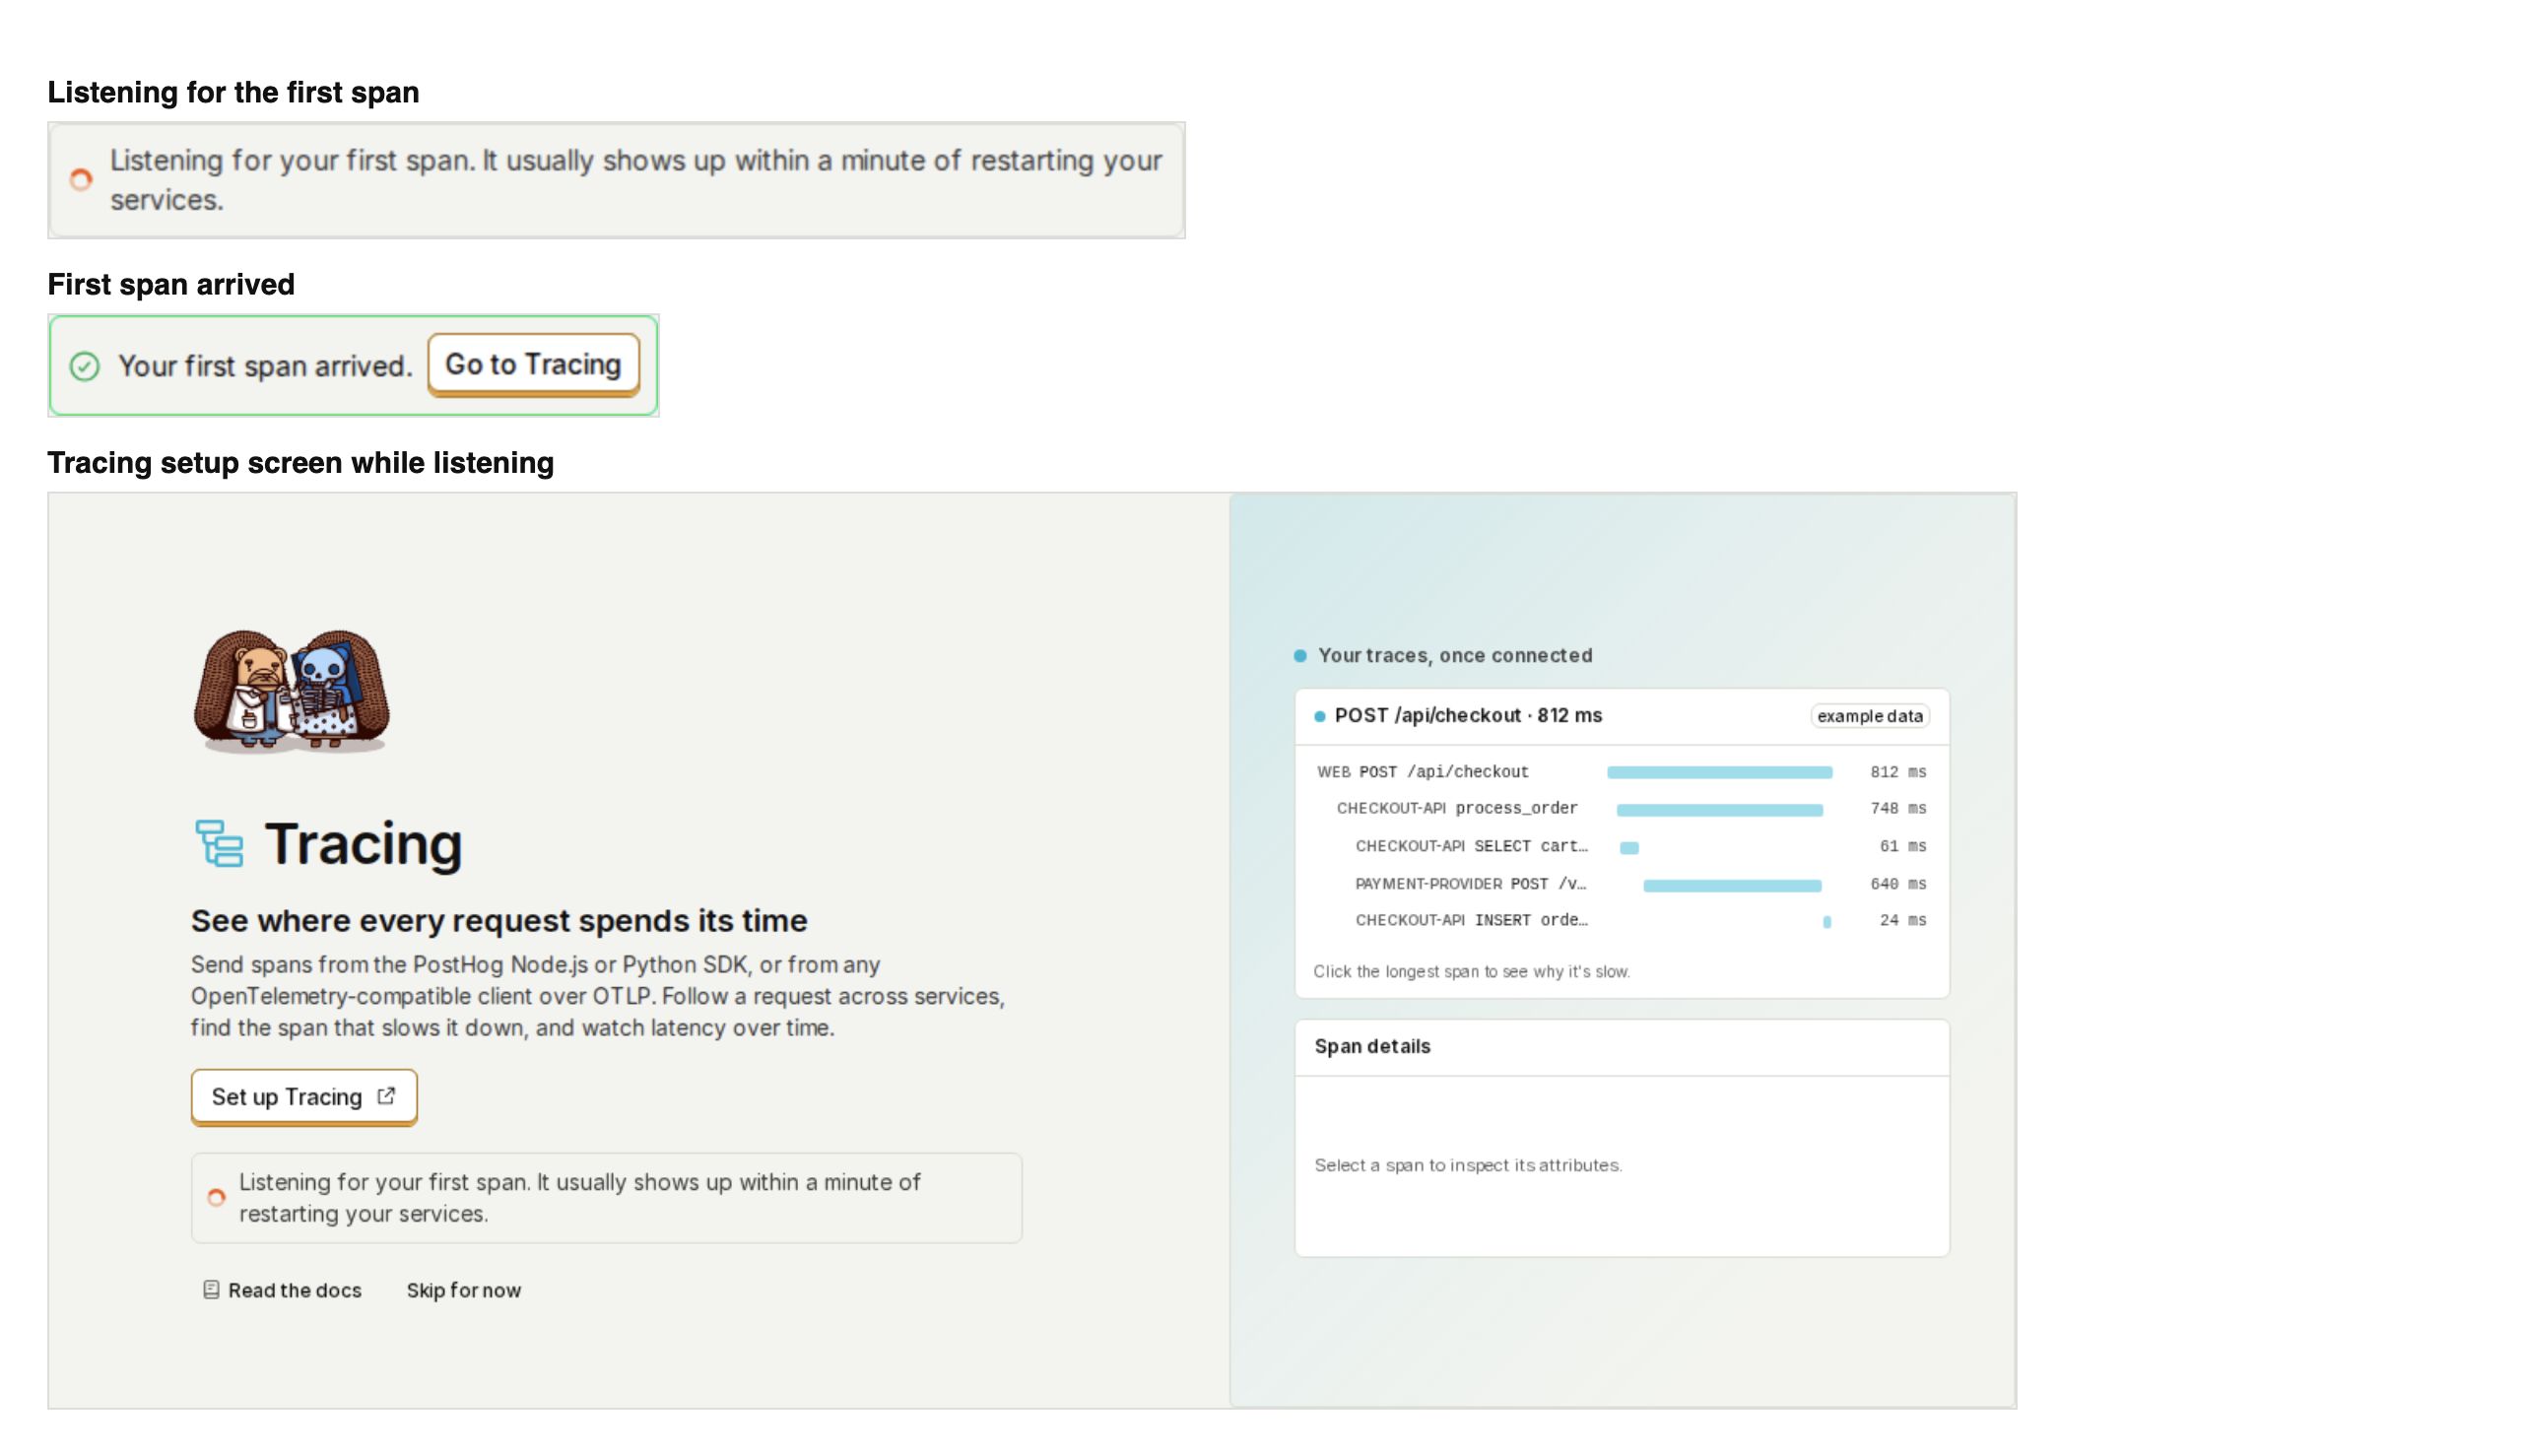 Listening for the first span
Listening for your first span. It usually shows up within a minute of restarting your
services.
First span arrived
Your first span arrived.
Go to Tracing
Tracing setup screen while listening
Tracing
See where every request spends its time
Send spans from the PostHog Node.js or Python SDK, or from any
OpenTelemetry-compatible client over OTLP. Follow a request across services,
find the span that slows it down, and watch latency over time.
Set up Tracing
Listening for your first span. It usually shows up within a minute of
restarting your services.
Read the docs
Skip for now
Your traces, once connected
POST /api/checkout · 812 ms
example data
WEB POST /api/checkout 812 ms
CHECKOUT-API process_order 748 ms
CHECKOUT-API SELECT cart… 61 ms
PAYMENT-PROVIDER POST /v… 640 ms
CHECKOUT-API INSERT orde… 24 ms
Click the longest span to see why it's slow.
Span details
Select a span to inspect its attributes.